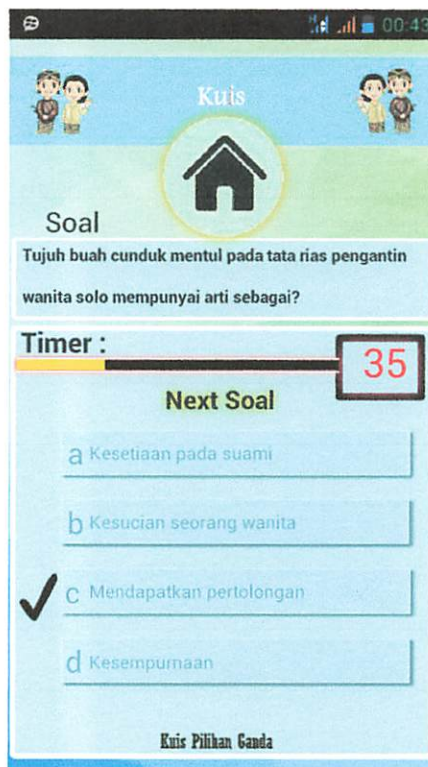 H 00:43
Kuis
Soal
Tujuh buah cunduk mentul pada tata rias pengantin
wanita solo mempunyai arti sebagai?
Timer :
35
Next Soal
a Kesetiaan pada suami
b Kesucian seorang wanita
c Mendapatkan pertolongan
d Kesempurnaan
Kuis Pilihan Ganda